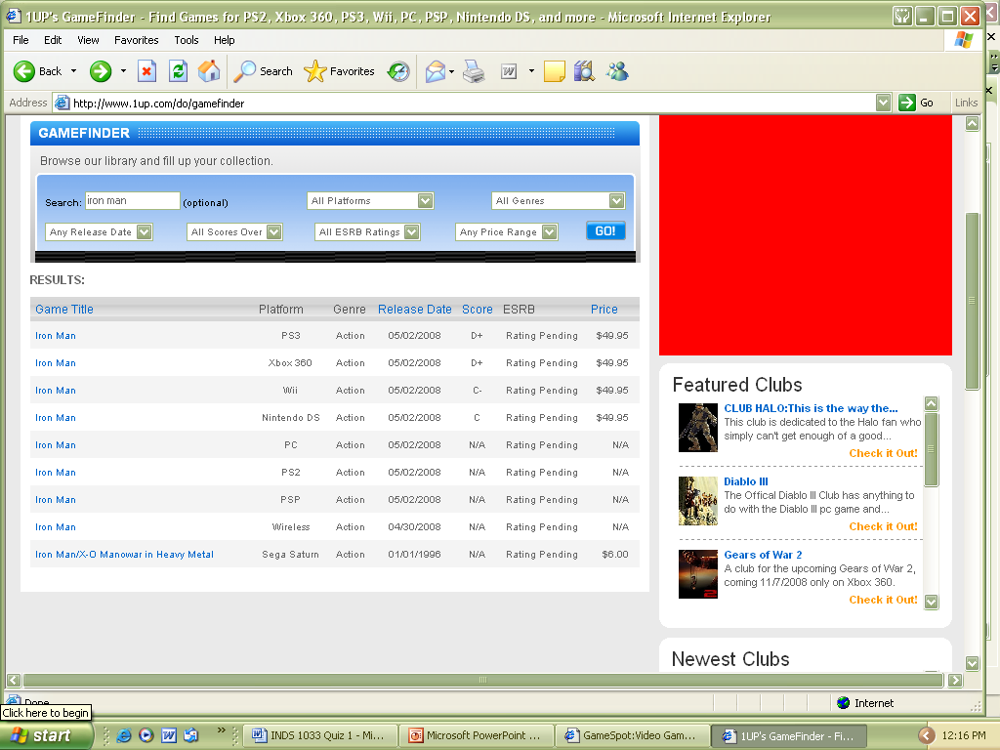 1UP's GameFinder - Find Games for PS2, Xbox 360, PS3, Wii, PC, PSP, Nintendo DS, and more - Microsoft Internet Explorer
File Edit View Favorites Tools Help
Back Search Favorites
Address http://www.1up.com/do/gamefinder Go Links
GAMEFINDER
Browse our library and fill up your collection.
Search: iron man (optional) All Platforms All Genres
Any Release Date All Scores Over All ESRB Ratings Any Price Range GO!
RESULTS:
Game Title Platform Genre Release Date Score ESRB Price
Iron Man PS3 Action 05/02/2008 D+ Rating Pending $49.95
Iron Man Xbox 360 Action 05/02/2008 D+ Rating Pending $49.95
Iron Man Wii Action 05/02/2008 C- Rating Pending $49.95
Iron Man Nintendo DS Action 05/02/2008 C Rating Pending $49.95
Iron Man PC Action 05/02/2008 N/A Rating Pending N/A
Iron Man PS2 Action 05/02/2008 N/A Rating Pending N/A
Iron Man PSP Action 05/02/2008 N/A Rating Pending N/A
Iron Man Wireless Action 04/30/2008 N/A Rating Pending N/A
Iron Man/X-O Manowar in Heavy Metal Sega Saturn Action 01/01/1996 N/A Rating Pending $6.00
Featured Clubs
CLUB HALO:This is the way the...
This club is dedicated to the Halo fan who
simply can't get enough of a good...
Check it Out!
Diablo III
The Offical Diablo III Club has anything to
do with the Diablo III pc game and...
Check it Out!
Gears of War 2
A club for the upcoming Gears of War 2,
coming 11/7/2008 only on Xbox 360.
Check it Out!
Newest Clubs
Done Internet
Click here to begin
start INDS 1033 Quiz 1 - Mi... Microsoft PowerPoint ... GameSpot:Video Gam... 1UP's GameFinder - Fi... 12:16 PM